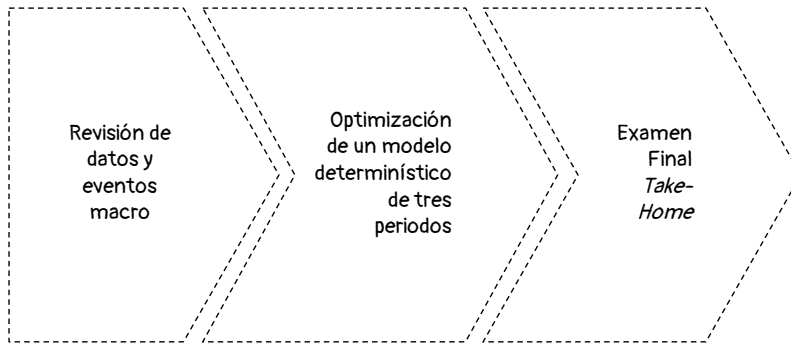 Revisión de
datos y
eventos
macro
Optimización
de un modelo
determinístico
de tres
periodos
Examen
Final
Take-
Home